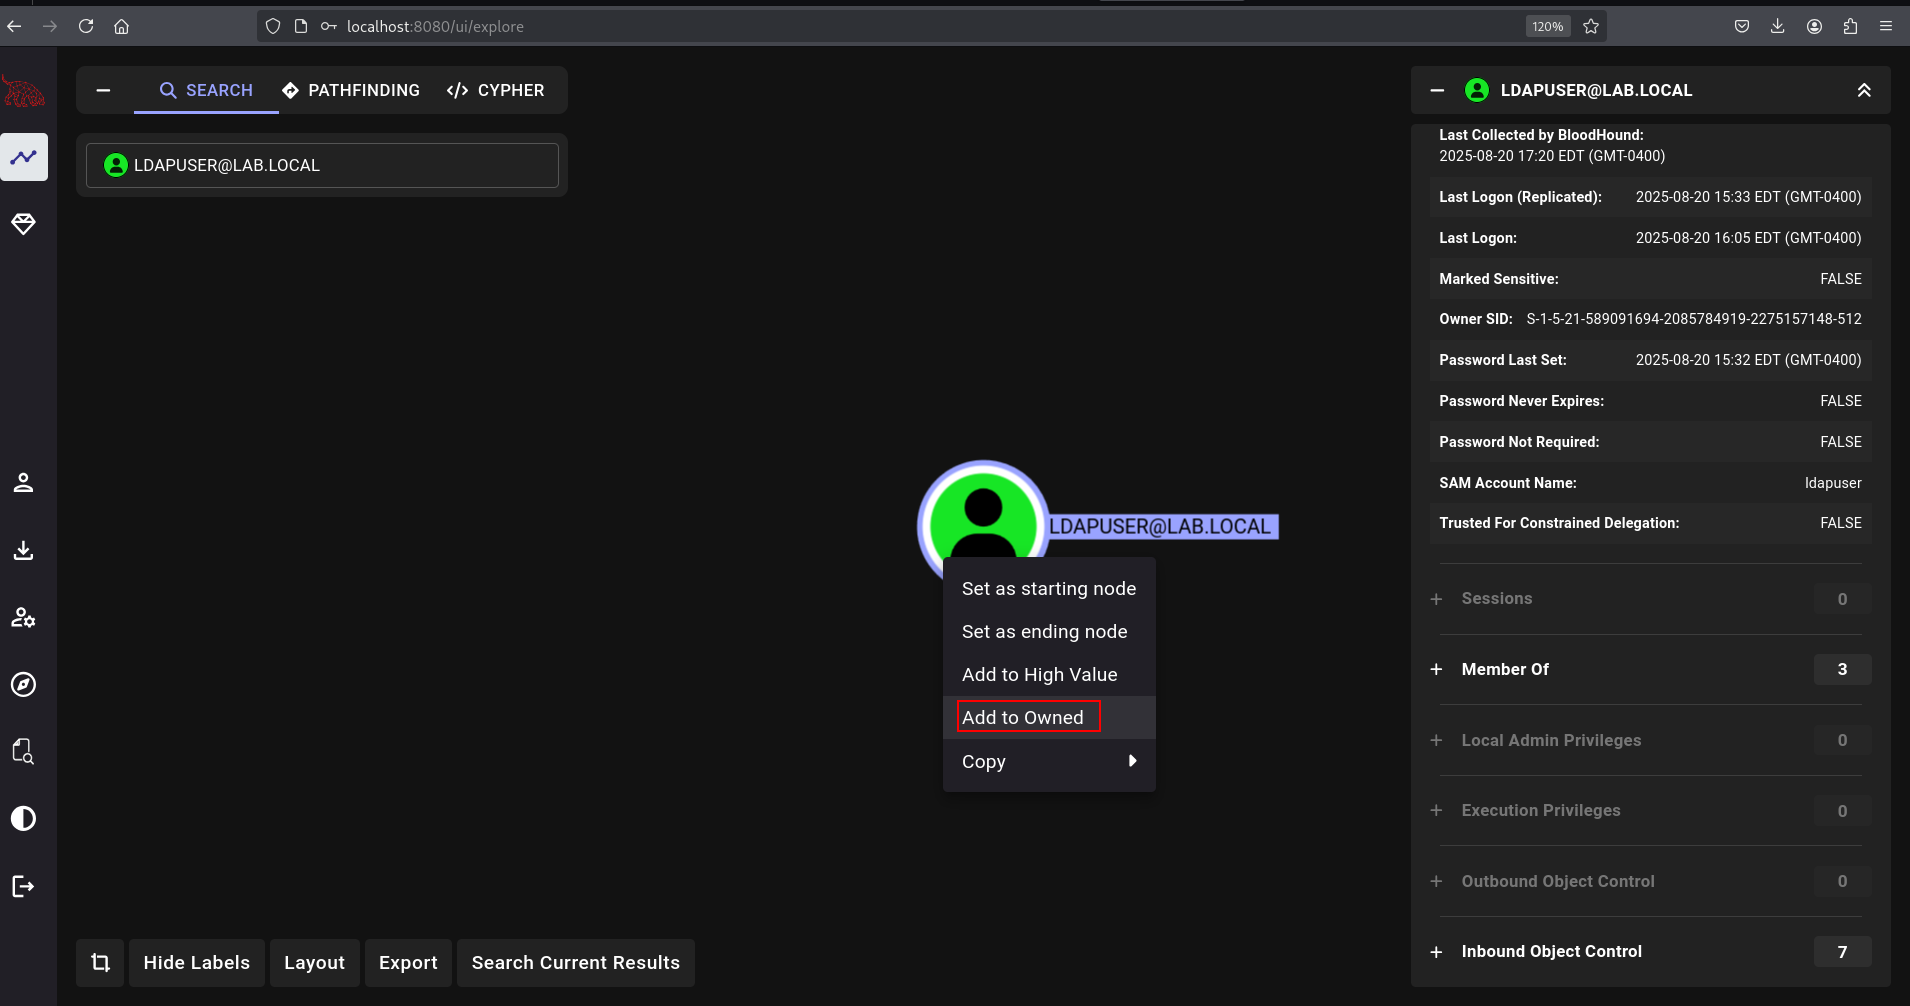 localhost:8080/ui/explore
120%
SEARCH
PATHFINDING
</> CYPHER
LDAPUSER@LAB.LOCAL
LDAPUSER@LAB.LOCAL
Set as starting node
Set as ending node
Add to High Value
Add to Owned
Copy
Hide Labels
Layout
Export
Search Current Results
LDAPUSER@LAB.LOCAL
Last Collected by BloodHound:
2025-08-20 17:20 EDT (GMT-0400)
Last Logon (Replicated): 2025-08-20 15:33 EDT (GMT-0400)
Last Logon: 2025-08-20 16:05 EDT (GMT-0400)
Marked Sensitive: FALSE
Owner SID: S-1-5-21-589091694-2085784919-2275157148-512
Password Last Set: 2025-08-20 15:32 EDT (GMT-0400)
Password Never Expires: FALSE
Password Not Required: FALSE
SAM Account Name: ldapuser
Trusted For Constrained Delegation: FALSE
+ Sessions 0
+ Member Of 3
+ Local Admin Privileges 0
+ Execution Privileges 0
+ Outbound Object Control 0
+ Inbound Object Control 7